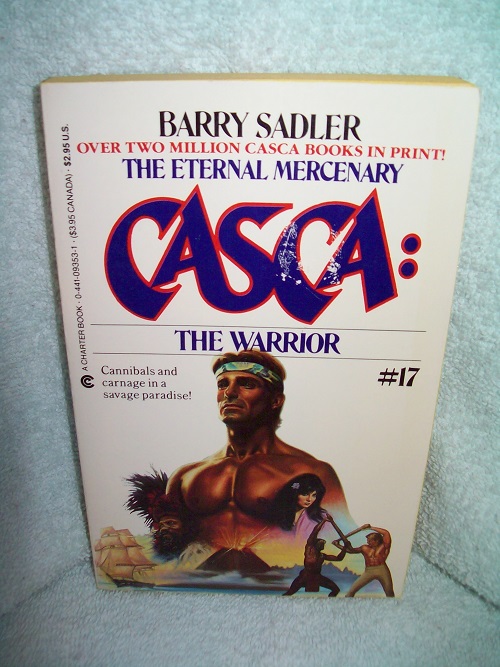 BARRY SADLER
OVER TWO MILLION CASCA BOOKS IN PRINT!
THE ETERNAL MERCENARY
CASCA:
THE WARRIOR
#17
Cannibals and
carnage in a
savage paradise!
A CHARTER BOOK · 0-441-09353-1 · ($3.95 CANADA) · $2.95 U.S.